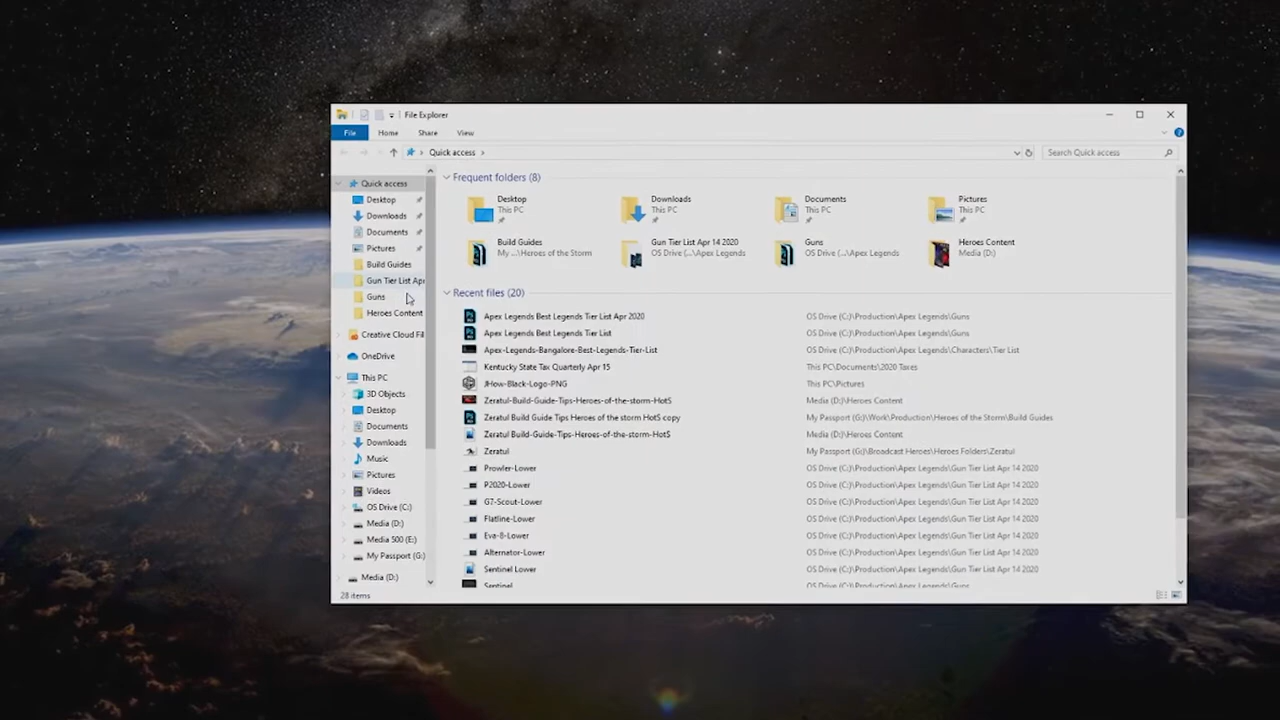 File Explorer
File Home Share View
Quick access
Search Quick access
Quick access
Desktop
Downloads
Documents
Pictures
Build Guides
Gun Tier List Apr
Guns
Heroes Content
Creative Cloud Fil
OneDrive
This PC
3D Objects
Desktop
Documents
Downloads
Music
Pictures
Videos
OS Drive (C:)
Media (D:)
Media 500 (E:)
My Passport (G:)
Media (D:)
Frequent folders (8)
Desktop
This PC
Downloads
This PC
Documents
This PC
Pictures
This PC
Build Guides
My ...\Heroes of the Storm
Gun Tier List Apr 14 2020
OS Drive (...\Apex Legends
Guns
OS Drive (...\Apex Legends
Heroes Content
Media (D:)
Recent files (20)
Apex Legends Best Legends Tier List Apr 2020 OS Drive (C:)\Production\Apex Legends\Guns
Apex Legends Best Legends Tier List OS Drive (C:)\Production\Apex Legends\Guns
Apex-Legends-Bangalore-Best-Legends-Tier-List OS Drive (C:)\Production\Apex Legends\Characters\Tier List
Kentucky State Tax Quarterly Apr 15 This PC\Documents\2020 Taxes
JHow-Black-Logo-PNG This PC\Pictures
Zeratul-Build-Guide-Tips-Heroes-of-the-storm-HotS Media (D:)\Heroes Content
Zeratul Build Guide Tips Heroes of the storm HotS copy My Passport (G:)\Work\Production\Heroes of the Storm\Build Guides
Zeratul Build-Guide-Tips-Heroes-of-the-storm-HotS Media (D:)\Heroes Content
Zeratul My Passport (G:)\Broadcast Heroes\Heroes Folders\Zeratul
Prowler-Lower OS Drive (C:)\Production\Apex Legends\Gun Tier List Apr 14 2020
P2020-Lower OS Drive (C:)\Production\Apex Legends\Gun Tier List Apr 14 2020
G7-Scout-Lower OS Drive (C:)\Production\Apex Legends\Gun Tier List Apr 14 2020
Flatline-Lower OS Drive (C:)\Production\Apex Legends\Gun Tier List Apr 14 2020
Eva-8-Lower OS Drive (C:)\Production\Apex Legends\Gun Tier List Apr 14 2020
Alternator-Lower OS Drive (C:)\Production\Apex Legends\Gun Tier List Apr 14 2020
Sentinel Lower OS Drive (C:)\Production\Apex Legends\Gun Tier List Apr 14 2020
Sentinel OS Drive (C:)\Production\Apex Legends\Guns
28 items